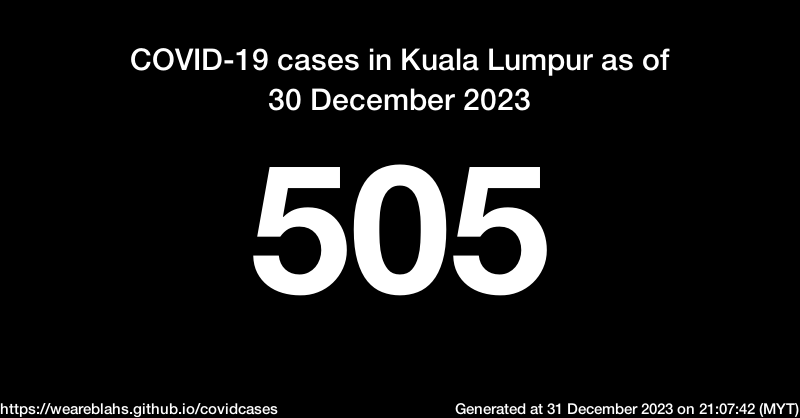 COVID-19 cases in Kuala Lumpur as of
30 December 2023
505
https://weareblahs.github.io/covidcases
Generated at 31 December 2023 on 21:07:42 (MYT)